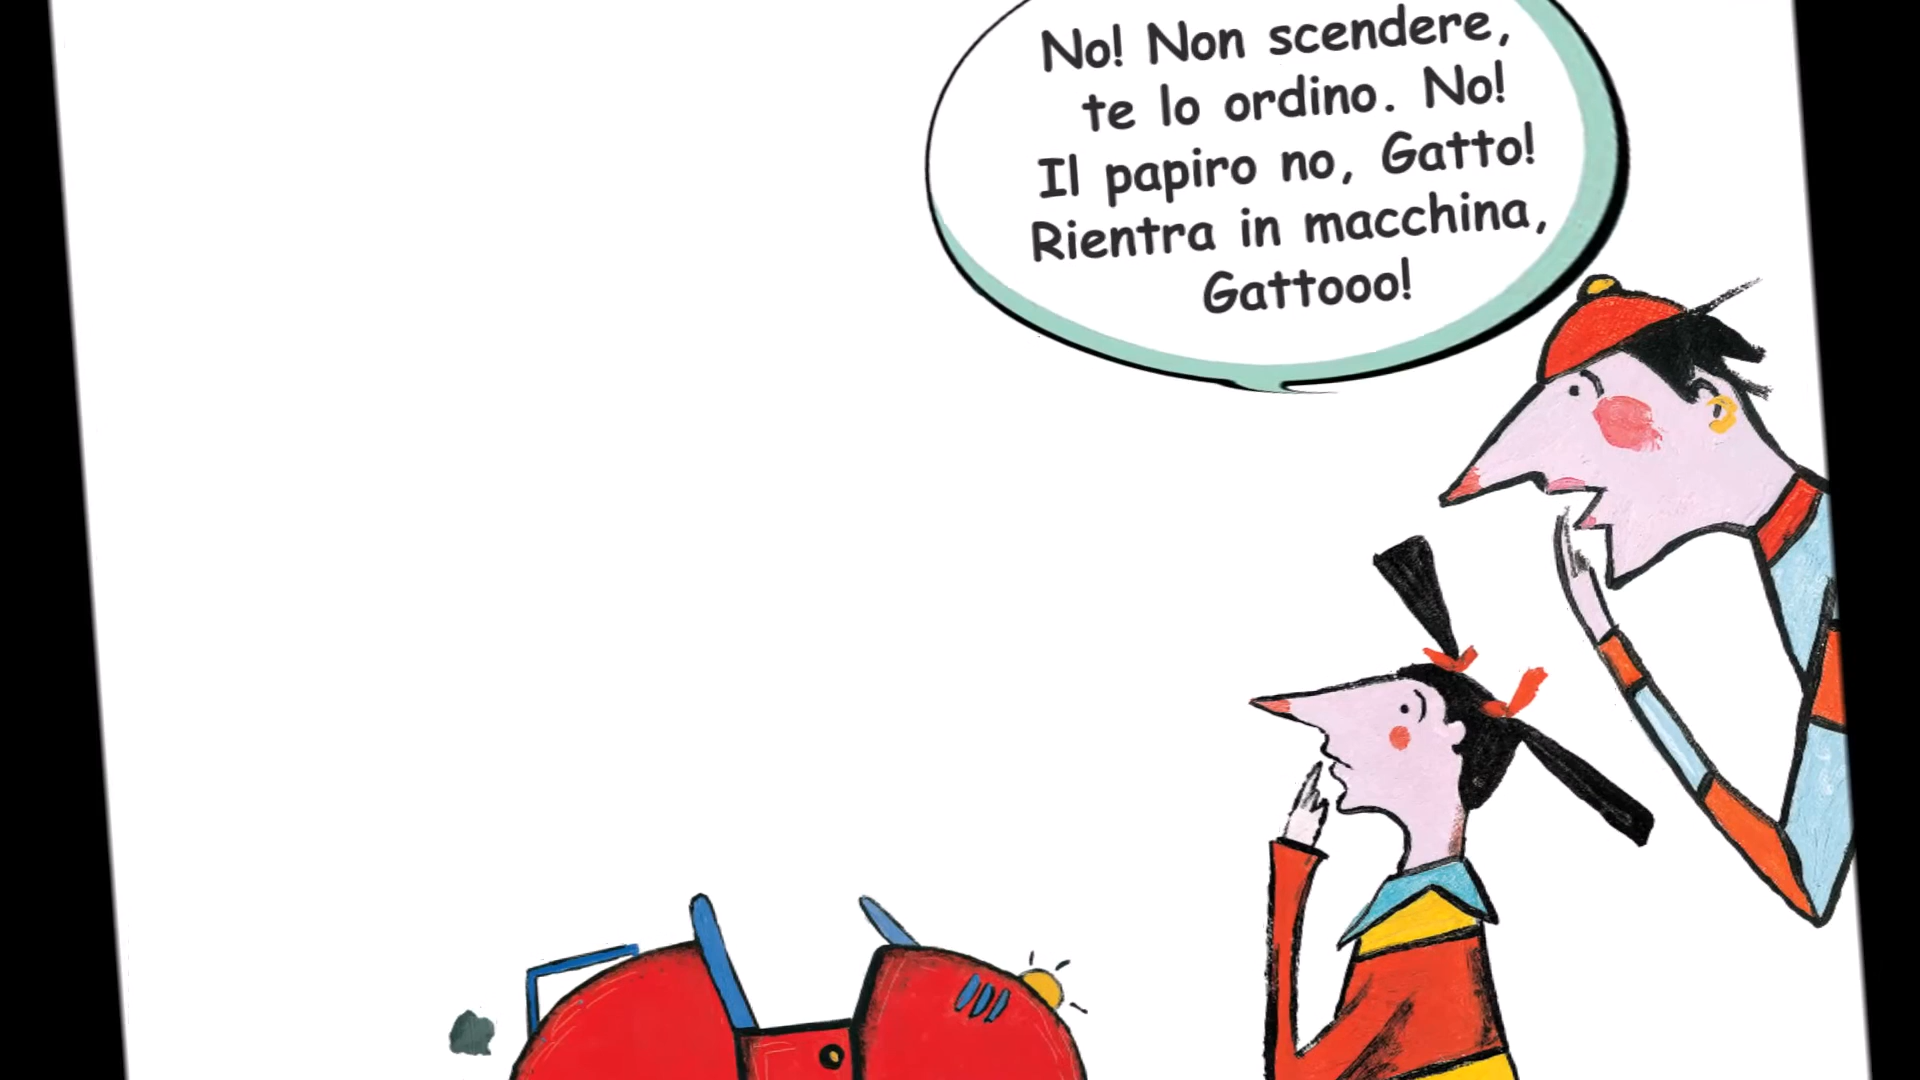 No! Non scendere,
te lo ordino. No!
Il papiro no, Gatto!
Rientra in macchina,
Gattooo!